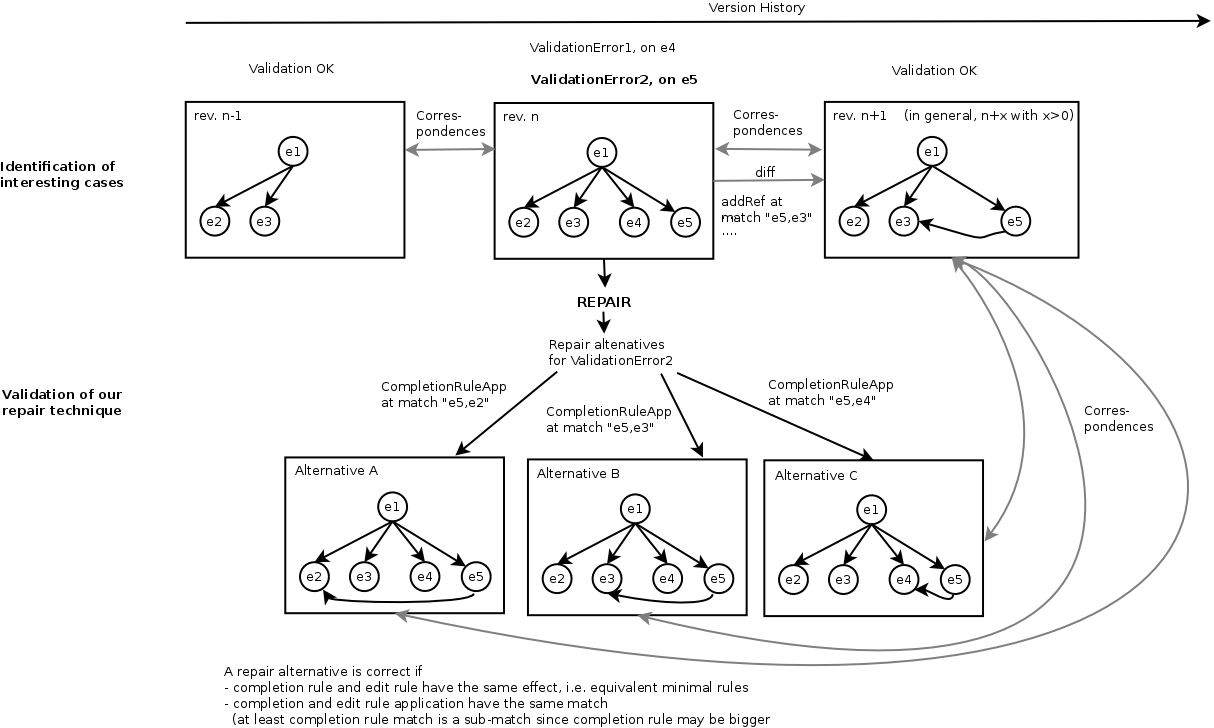 Version History
ValidationError1, on e4
Validation OK
ValidationError2, on e5
Validation OK
Identification of
interesting cases
rev. n-1
e1
e2
e3
Corres-
pondences
rev. n
e1
e2
e3
e4
e5
Corres-
pondences
diff
addRef at
match "e5,e3"
....
rev. n+1 (in general, n+x with x>0)
e1
e2
e3
e5
REPAIR
Repair altenatives
for ValidationError2
Validation of our
repair technique
CompletionRuleApp
at match "e5,e2"
CompletionRuleApp
at match "e5,e3"
CompletionRuleApp
at match "e5,e4"
Corres-
pondences
Alternative A
e1
e2
e3
e4
e5
Alternative B
e1
e2
e3
e4
e5
Alternative C
e1
e2
e3
e4
e5
A repair alternative is correct if
- completion rule and edit rule have the same effect, i.e. equivalent minimal rules
- completion and edit rule application have the same match
(at least completion rule match is a sub-match since completion rule may be bigger